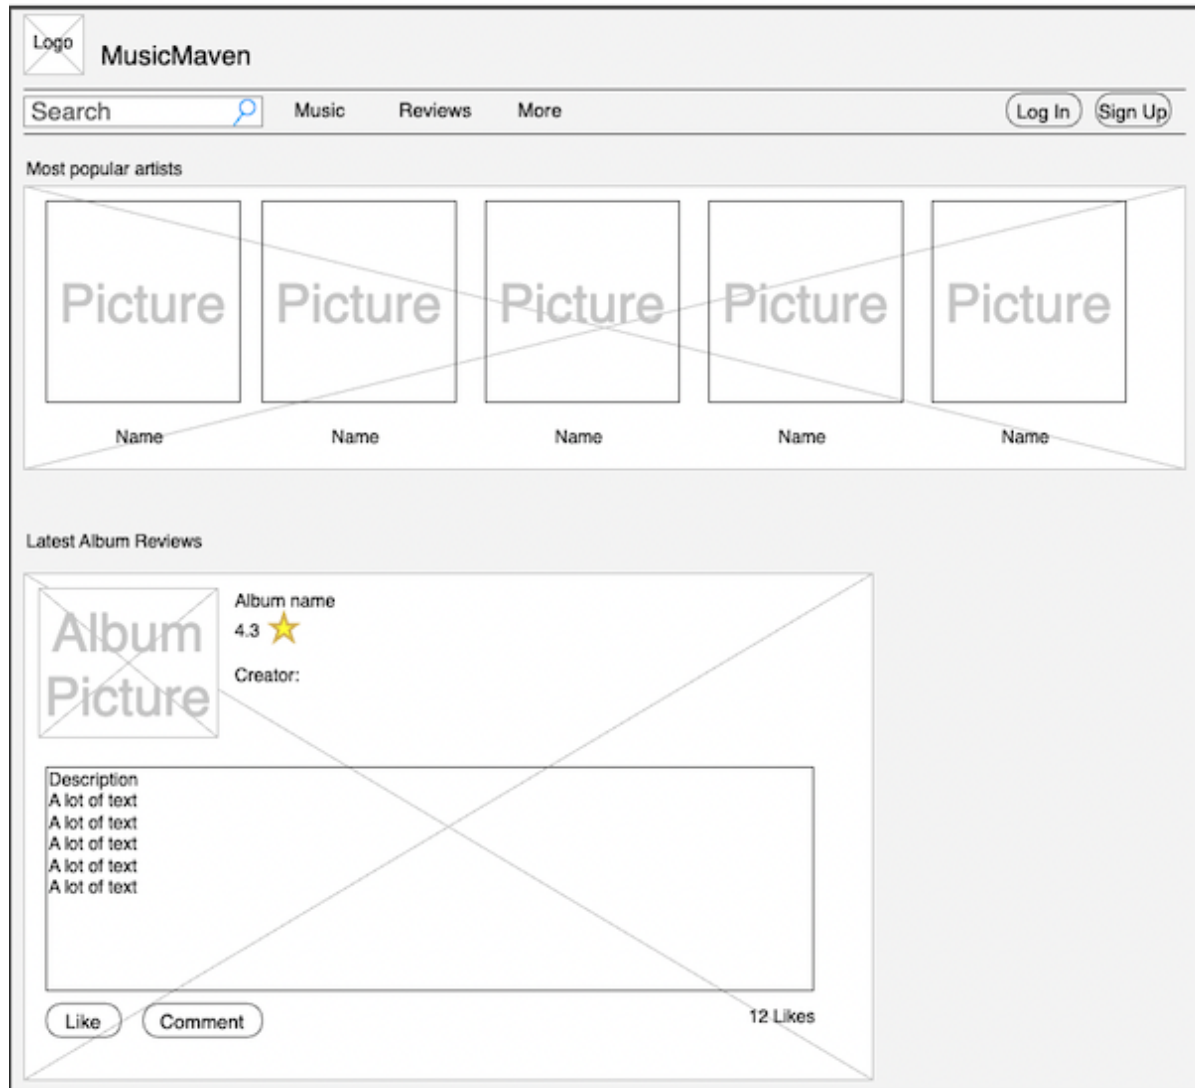 Logo
MusicMaven
Search Music Reviews More Log In Sign Up
Most popular artists
Picture Picture Picture Picture Picture
Name Name Name Name Name
Latest Album Reviews
Album
Picture
Album name
4.3
Creator:
Description
A lot of text
A lot of text
A lot of text
A lot of text
A lot of text
Like Comment 12 Likes